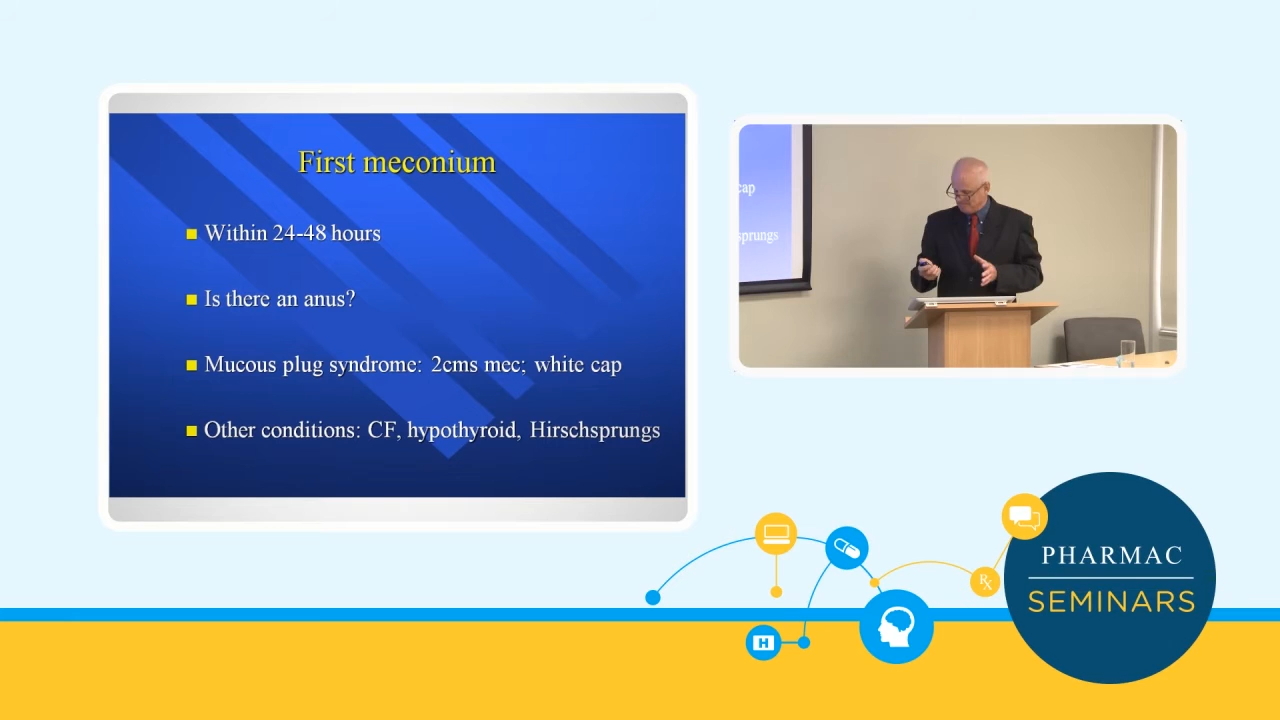 First meconium
Within 24-48 hours
Is there an anus?
Mucous plug syndrome: 2cms mec; white cap
Other conditions: CF, hypothyroid, Hirschsprungs
cap
sprungs
H
Rx
PHARMAC
SEMINARS